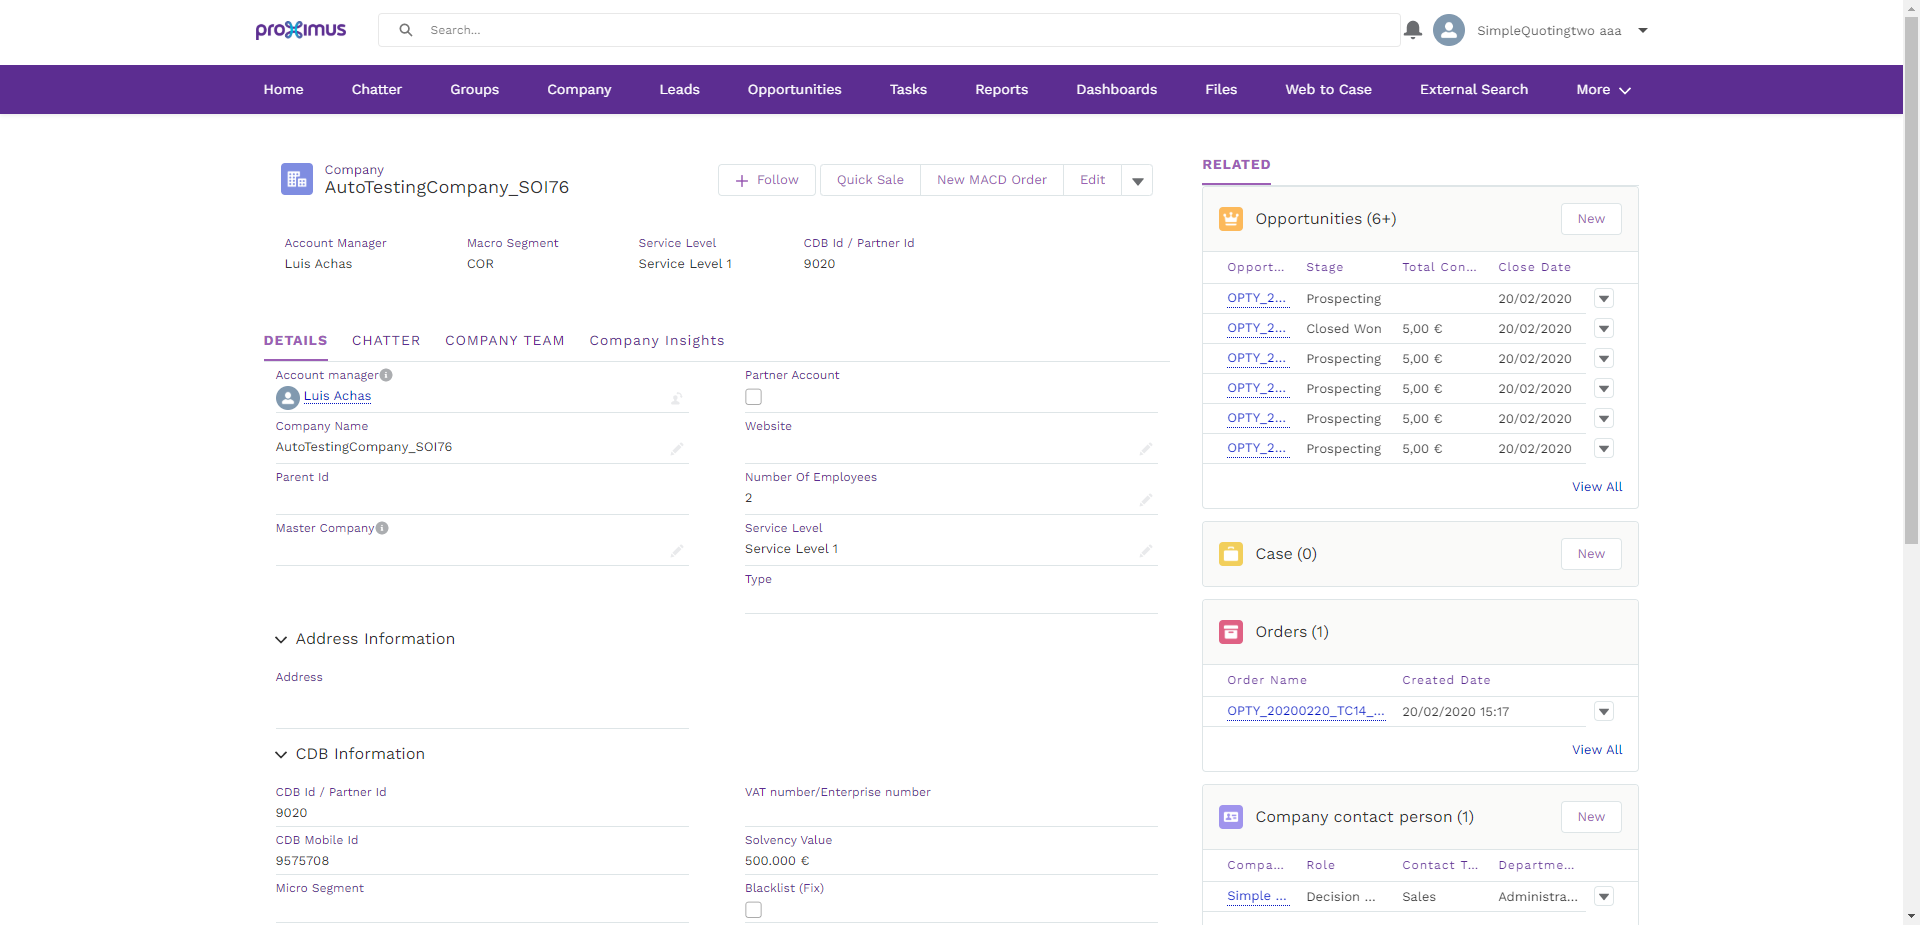 proximus
Search...
SimpleQuotingtwo aaa
Home Chatter Groups Company Leads Opportunities Tasks Reports Dashboards Files Web to Case External Search More
Company
AutoTestingCompany_SOI76
Follow Quick Sale New MACD Order Edit
Account Manager Macro Segment Service Level CDB Id / Partner Id
Luis Achas COR Service Level 1 9020
DETAILS CHATTER COMPANY TEAM Company Insights
Account manager
Luis Achas
Company Name
AutoTestingCompany_SOI76
Parent Id
Master Company
Partner Account
Website
Number Of Employees
2
Service Level
Service Level 1
Type
Address Information
Address
CDB Information
CDB Id / Partner Id
9020
CDB Mobile Id
9575708
Micro Segment
VAT number/Enterprise number
Solvency Value
500.000 €
Blacklist (Fix)
RELATED
Opportunities (6+) New
Opport... Stage Total Con... Close Date
OPTY_2... Prospecting 20/02/2020
OPTY_2... Closed Won 5,00 € 20/02/2020
OPTY_2... Prospecting 5,00 € 20/02/2020
OPTY_2... Prospecting 5,00 € 20/02/2020
OPTY_2... Prospecting 5,00 € 20/02/2020
OPTY_2... Prospecting 5,00 € 20/02/2020
View All
Case (0) New
Orders (1)
Order Name Created Date
OPTY_20200220_TC14_... 20/02/2020 15:17
View All
Company contact person (1) New
Compa... Role Contact T... Departme...
Simple ... Decision ... Sales Administra...